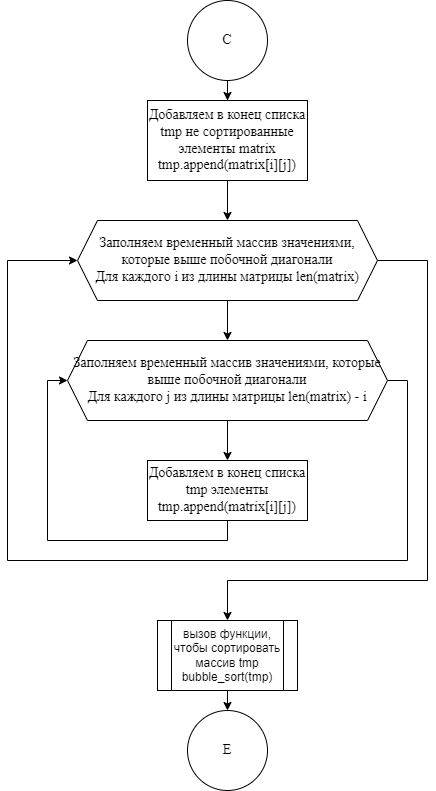 С
Добавляем в конец списка
tmp не сортированные
элементы matrix
tmp.append(matrix[i][j])
Заполняем временный массив значениями,
которые выше побочной диагонали
Для каждого i из длины матрицы len(matrix)
Заполняем временный массив значениями, которые
выше побочной диагонали
Для каждого j из длины матрицы len(matrix) - i
Добавляем в конец списка
tmp элементы
tmp.append(matrix[i][j])
вызов функции,
чтобы сортировать
массив tmp
bubble_sort(tmp)
Е